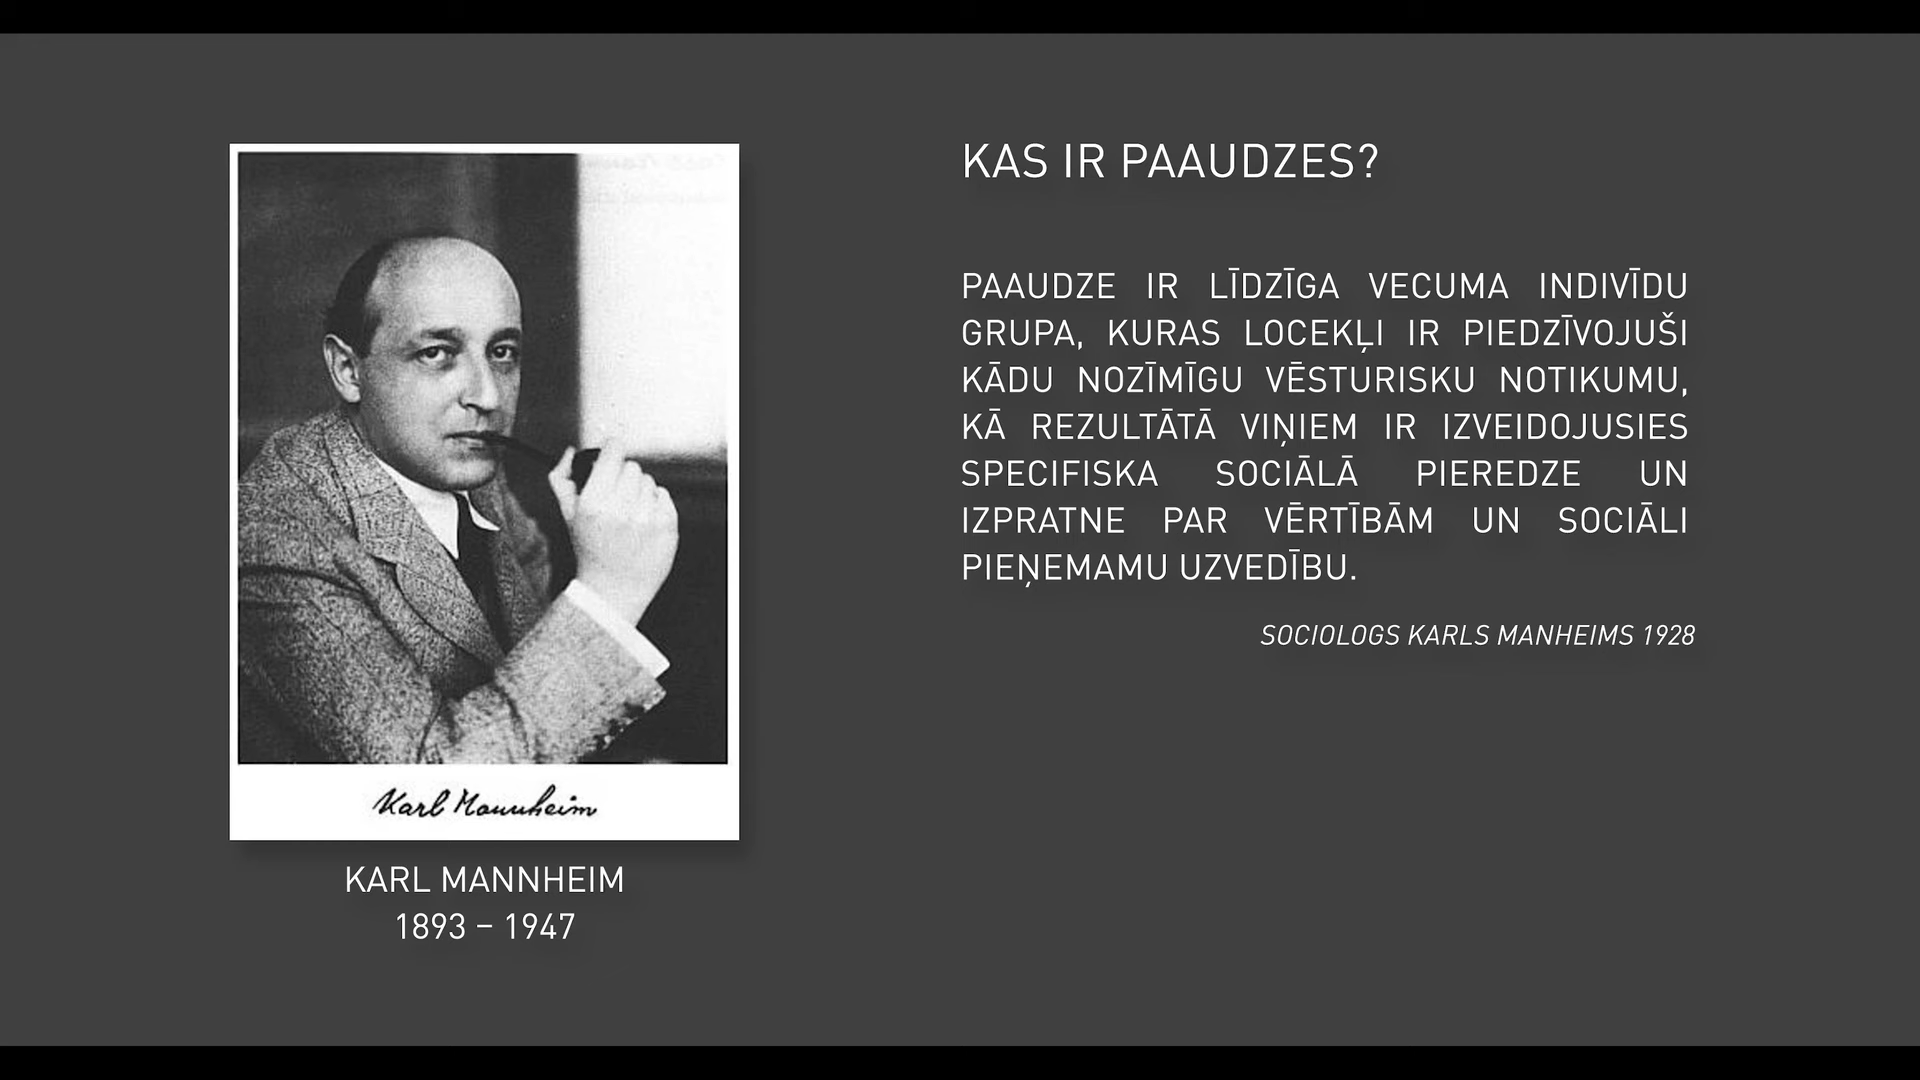 KAS IR PAAUDZES?
PAAUDZE IR LĪDZĪGA VECUMA INDIVĪDU
GRUPA, KURAS LOCEKĻI IR PIEDZĪVOJUŠI
KĀDU NOZĪMĪGU VĒSTURISKU NOTIKUMU,
KĀ REZULTĀTĀ VIŅIEM IR IZVEIDOJUSIES
SPECIFISKA SOCIĀLĀ PIEREDZE UN
IZPRATNE PAR VĒRTĪBĀM UN SOCIĀLI
PIEŅEMAMU UZVEDĪBU.
SOCIOLOGS KARLS MANHEIMS 1928
Karl Mannheim
KARL MANNHEIM
1893 – 1947